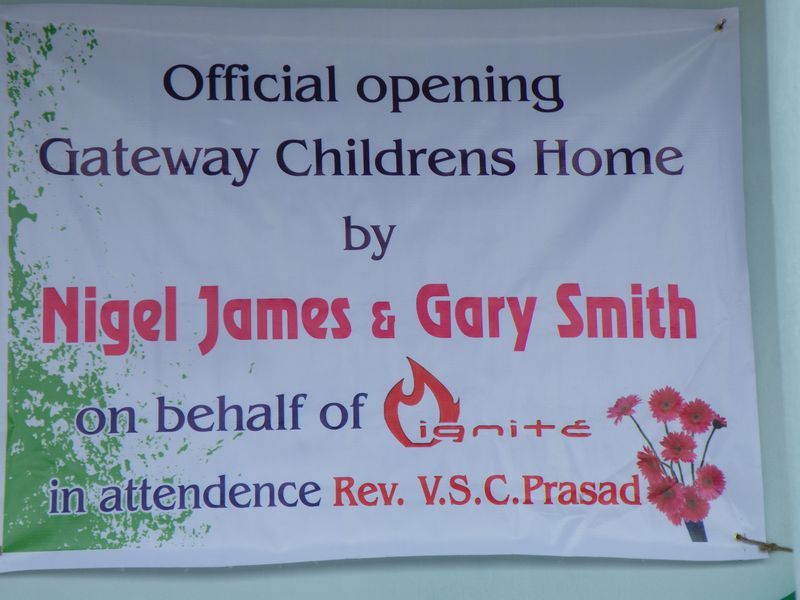 Official opening
Gateway Childrens Home
by
Nigel James & Gary Smith
on behalf of ignite
in attendence Rev. V.S.C.Prasad